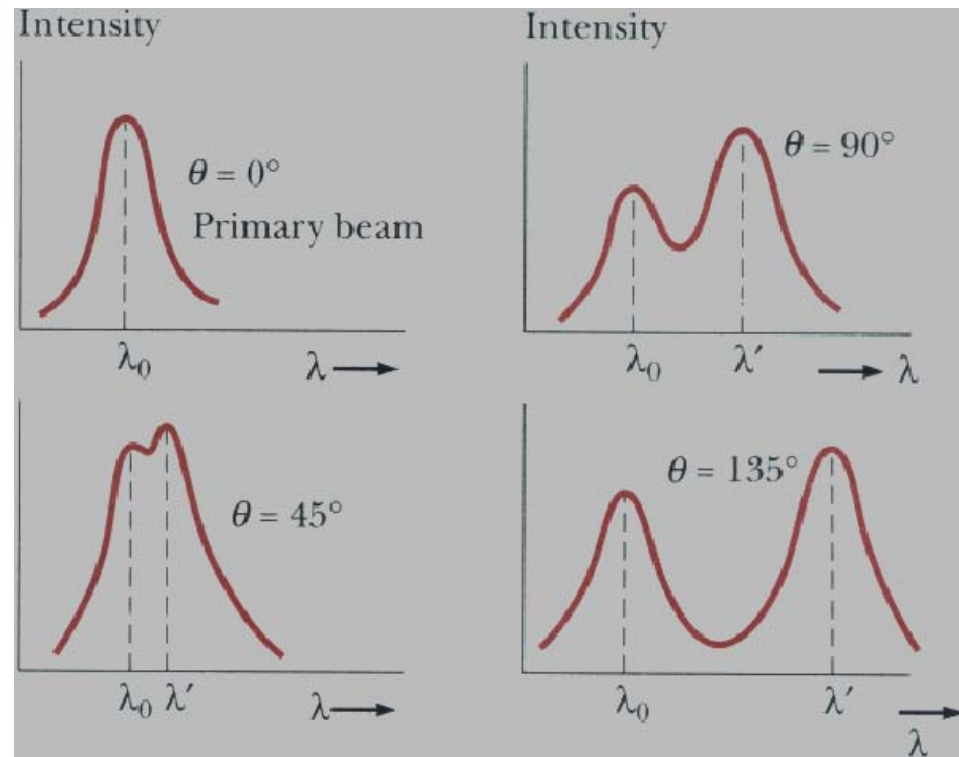 Intensity
θ = 0°
Primary beam
λ₀ λ
Intensity
θ = 90°
λ₀ λ′ λ
θ = 45°
λ₀ λ′ λ
θ = 135°
λ₀ λ′
λ